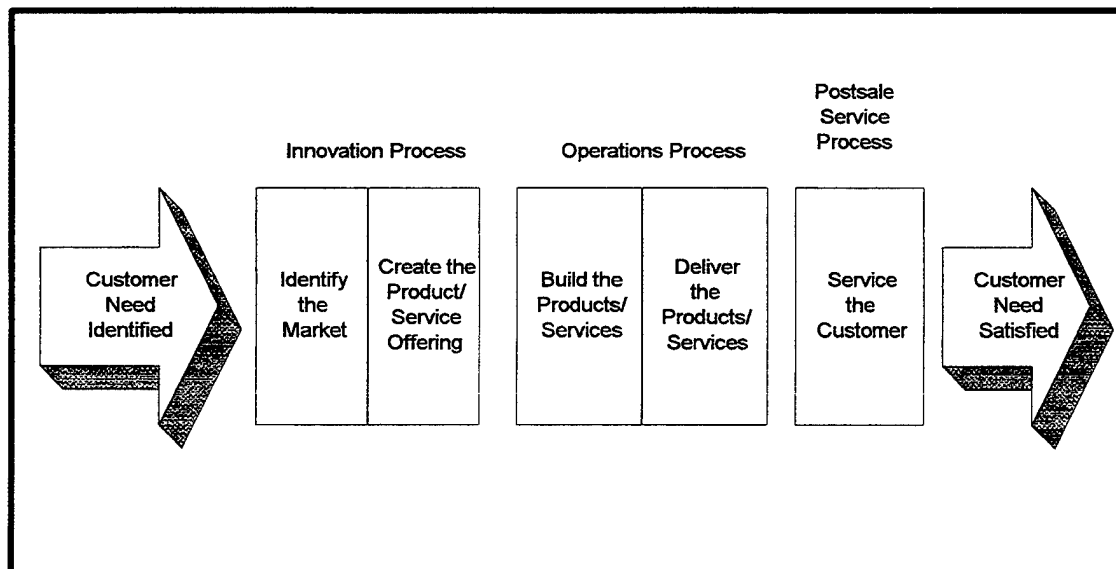 Postsale
Service
Process
Innovation Process
Operations Process
Customer
Need
Identified
Identify
the
Market
Create the
Product/
Service
Offering
Build the
Products/
Services
Deliver
the
Products/
Services
Service
the
Customer
Customer
Need
Satisfied